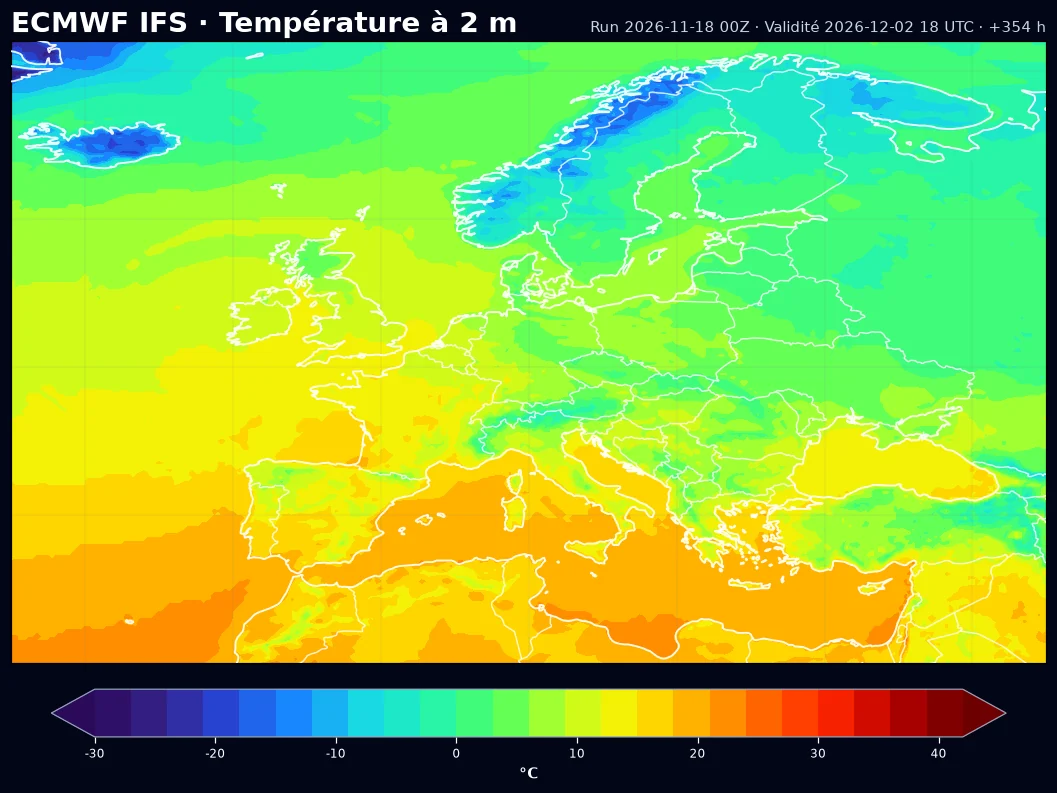 ECMWF IFS · Température à 2 m
Run 2026-11-18 00Z · Validité 2026-12-02 18 UTC · +354 h
-30 -20 -10 0 10 20 30 40
°C